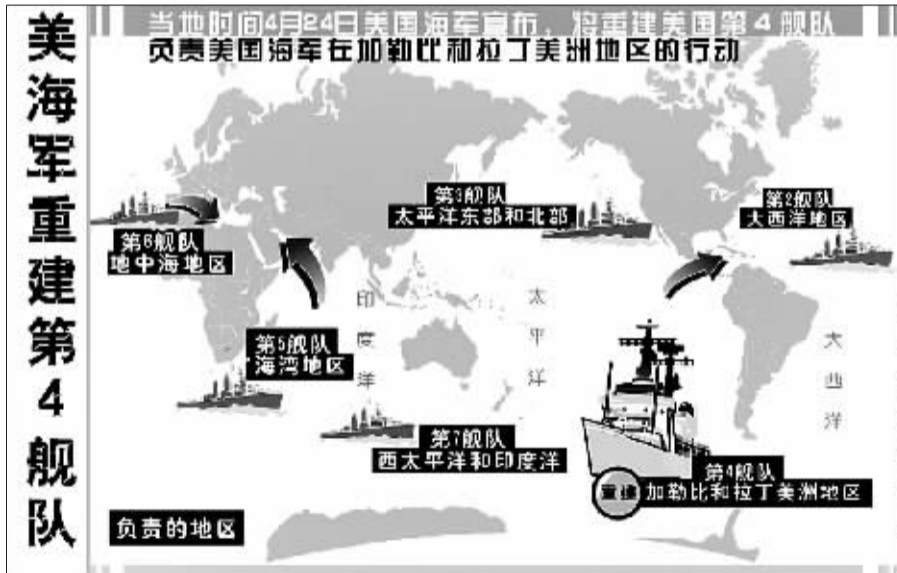 美海军重建第4舰队
当地时间4月24日美国海军宣布,将重建美国第4舰队
负责美国海军在加勒比和拉丁美洲地区的行动
第3舰队
太平洋东部和北部
第2舰队
大西洋地区
第6舰队
地中海地区
印度洋
太平洋
大西洋
第5舰队
海湾地区
第7舰队
西太平洋和印度洋
第4舰队
重建
加勒比和拉丁美洲地区
负责的地区